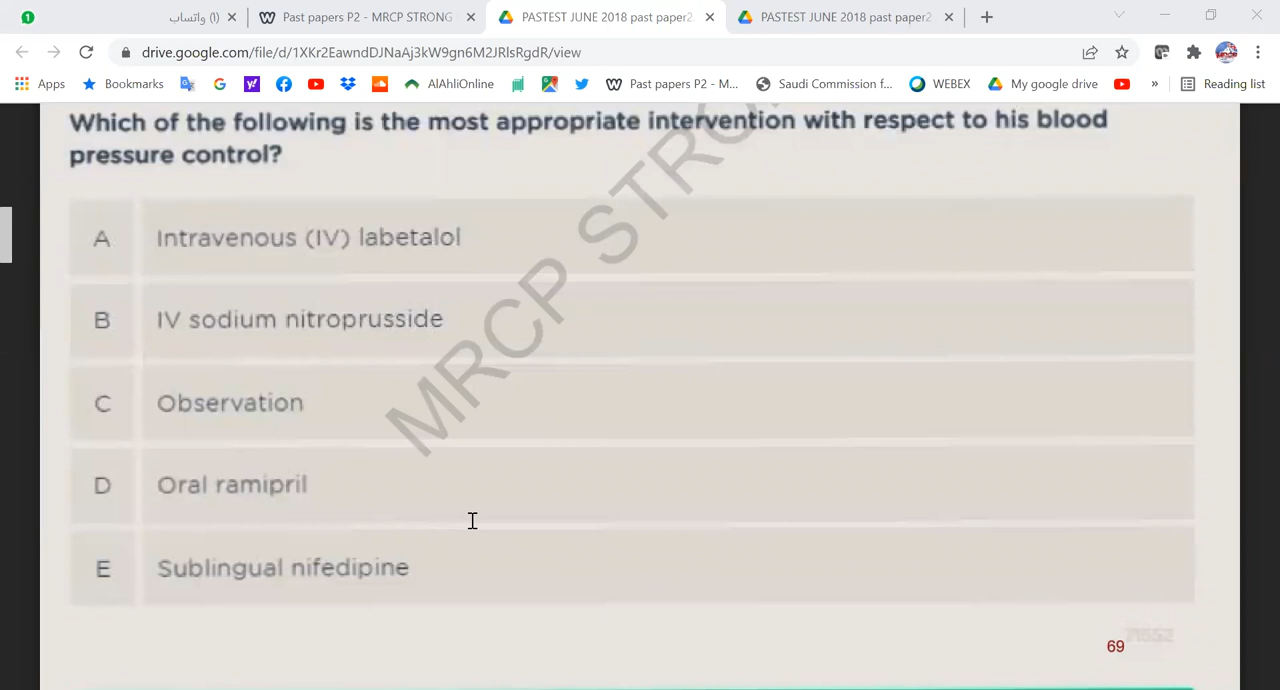 (1) واتساب
Past papers P2 - MRCP STRONG
PASTEST JUNE 2018 past paper2
PASTEST JUNE 2018 past paper2
drive.google.com/file/d/1XKr2EawndDJNaAj3kW9gn6M2JRIsRgdR/view
Apps
Bookmarks
AlAhliOnline
Past papers P2 - M...
Saudi Commission f...
WEBEX
My google drive
»
Reading list
Which of the following is the most appropriate intervention with respect to his blood
pressure control?
A Intravenous (IV) labetalol
B IV sodium nitroprusside
C Observation
D Oral ramipril
E Sublingual nifedipine
MRCP
69